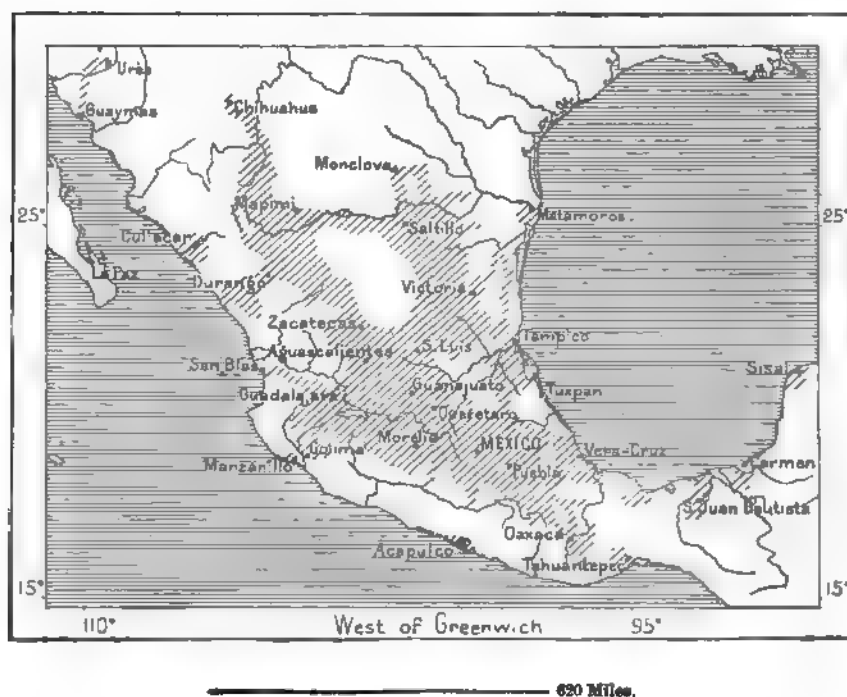 Ures
Guaymas
Chihuahua
Monclova
Mapimi
25°
Matamoros
25°
Saltillo
Culiacan
La Paz
Durango
Victoria
Zacatecas
Tampico
S. Luis
San Blas
Aguascalientes
Sisal
Guanajuato
Tuxpan
Guadalajara
Queretaro
Morelia
MEXICO
Vera-Cruz
Colima
Manzanillo
Puebla
Carmen
S. Juan Bautista
Oaxaca
Acapulco
Tahuantepec
15°
15°
110°
West of Greenwich
95°
620 Miles.